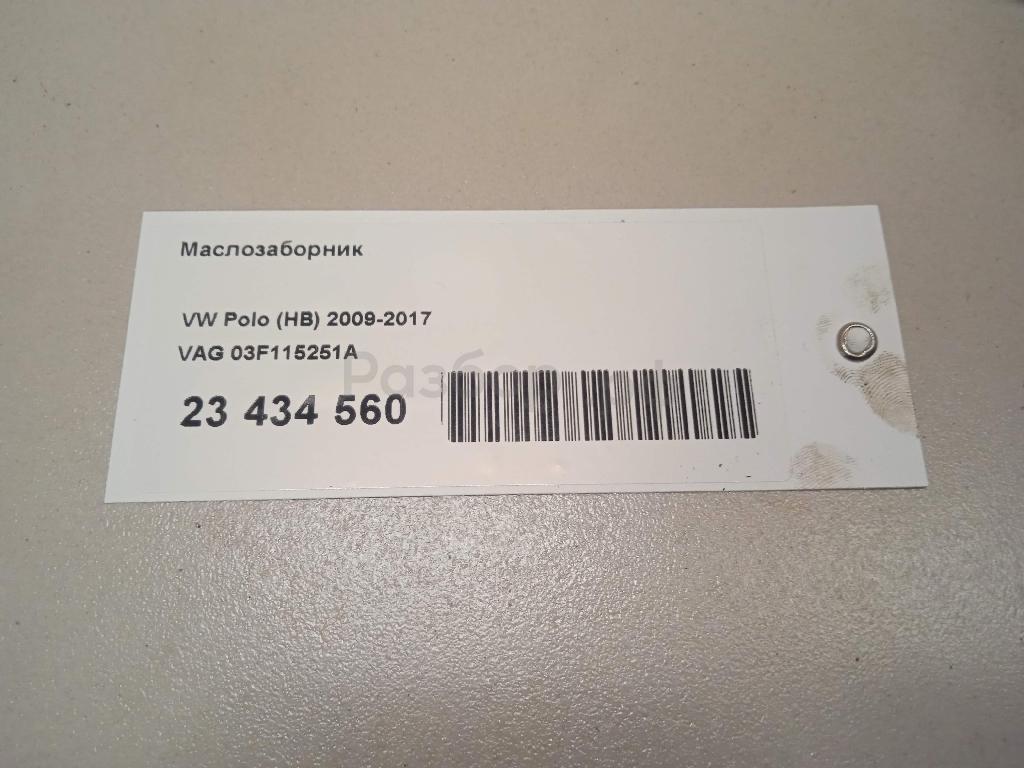 Маслозаборник
VW Polo (HB) 2009-2017
VAG 03F115251A
23 434 560